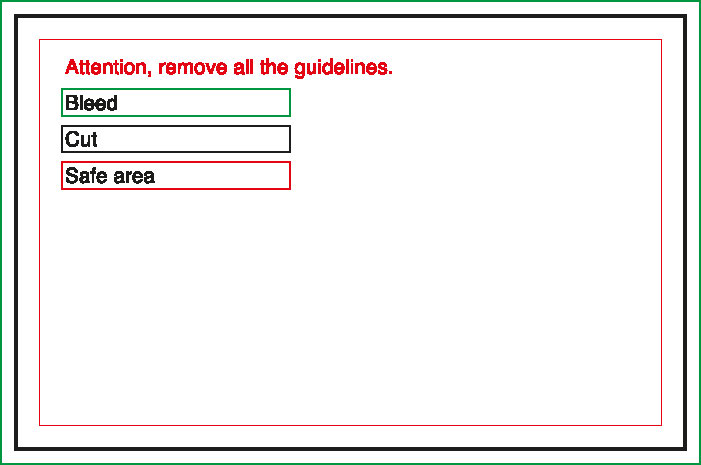 Attention, remove all the guidelines.
Bleed
Cut
Safe area